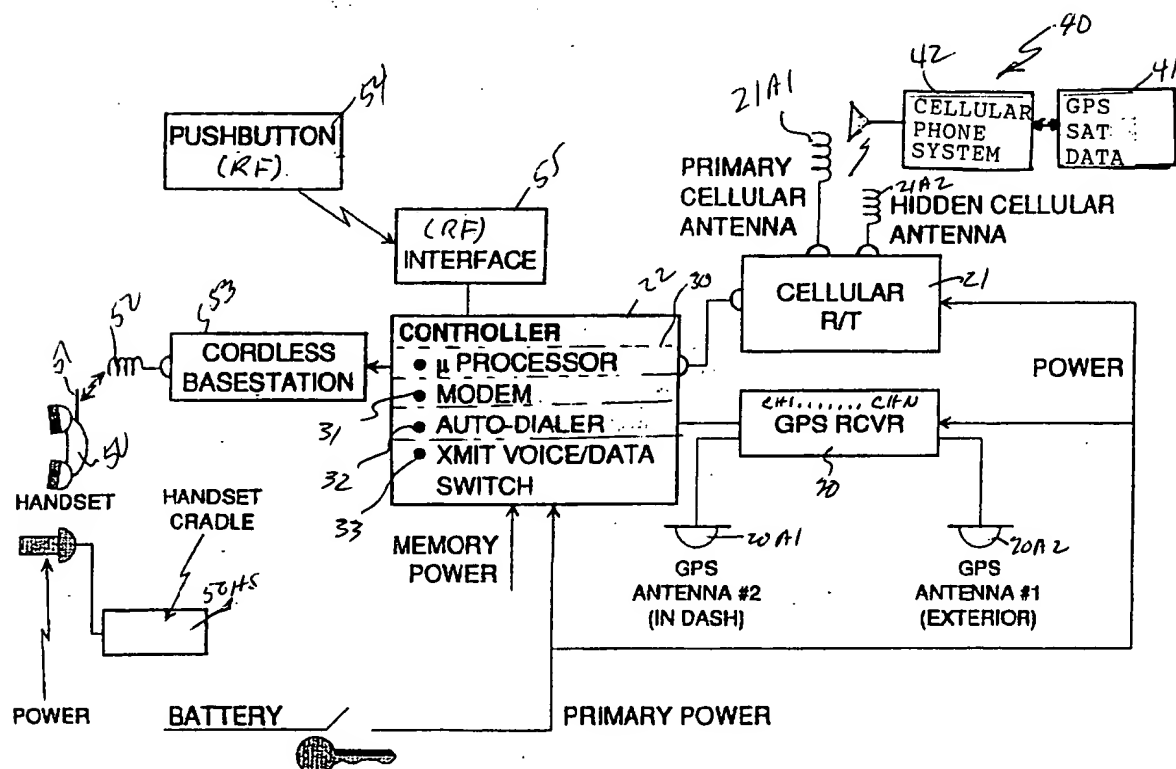 40
42
41
CELLULAR
PHONE
SYSTEM
GPS
SAT
DATA
21A1
54
PUSHBUTTON
(RF)
PRIMARY
CELLULAR
ANTENNA
21A2
HIDDEN CELLULAR
ANTENNA
55
(RF)
INTERFACE
22
30
21
CELLULAR
R/T
53
52
51
50
CORDLESS
BASESTATION
CONTROLLER
• μ PROCESSOR
• MODEM
• AUTO-DIALER
• XMIT VOICE/DATA
SWITCH
31
32
33
POWER
CH1.......CHN
GPS RCVR
20
HANDSET
HANDSET
CRADLE
50HS
MEMORY
POWER
20A1
20A2
GPS
ANTENNA #2
(IN DASH)
GPS
ANTENNA #1
(EXTERIOR)
POWER
BATTERY
PRIMARY POWER